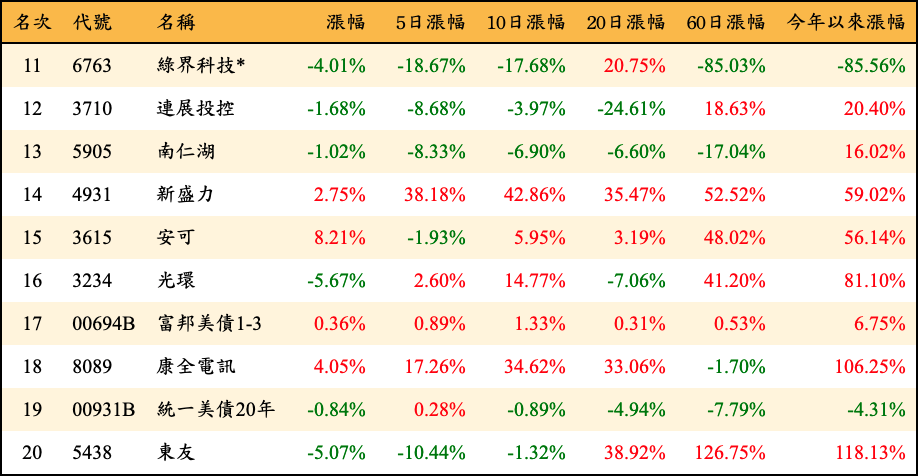 名次 代號 名稱 漲幅 5日漲幅 10日漲幅 20日漲幅 60日漲幅 今年以來漲幅
11 6763 綠界科技* -4.01% -18.67% -17.68% 20.75% -85.03% -85.56%
12 3710 連展投控 -1.68% -8.68% -3.97% -24.61% 18.63% 20.40%
13 5905 南仁湖 -1.02% -8.33% -6.90% -6.60% -17.04% 16.02%
14 4931 新盛力 2.75% 38.18% 42.86% 35.47% 52.52% 59.02%
15 3615 安可 8.21% -1.93% 5.95% 3.19% 48.02% 56.14%
16 3234 光環 -5.67% 2.60% 14.77% -7.06% 41.20% 81.10%
17 00694B 富邦美債1-3 0.36% 0.89% 1.33% 0.31% 0.53% 6.75%
18 8089 康全電訊 4.05% 17.26% 34.62% 33.06% -1.70% 106.25%
19 00931B 統一美債20年 -0.84% 0.28% -0.89% -4.94% -7.79% -4.31%
20 5438 東友 -5.07% -10.44% -1.32% 38.92% 126.75% 118.13%